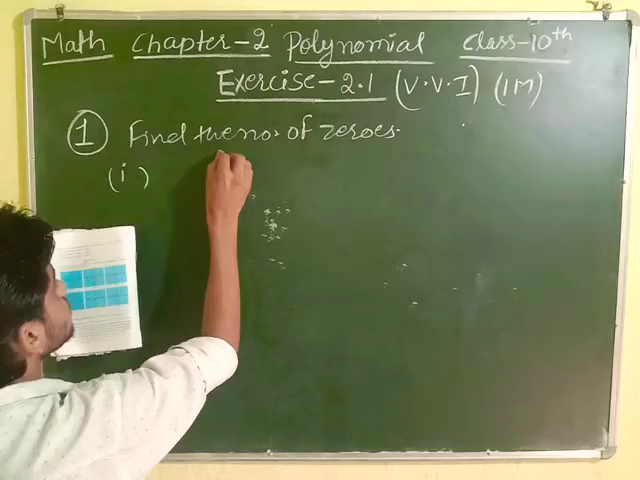 Math Chapter-2 Polynomial Class-10th
Exercise-2.1 (V.V.I) (1M)
① Find the no. of zeroes.
(i)